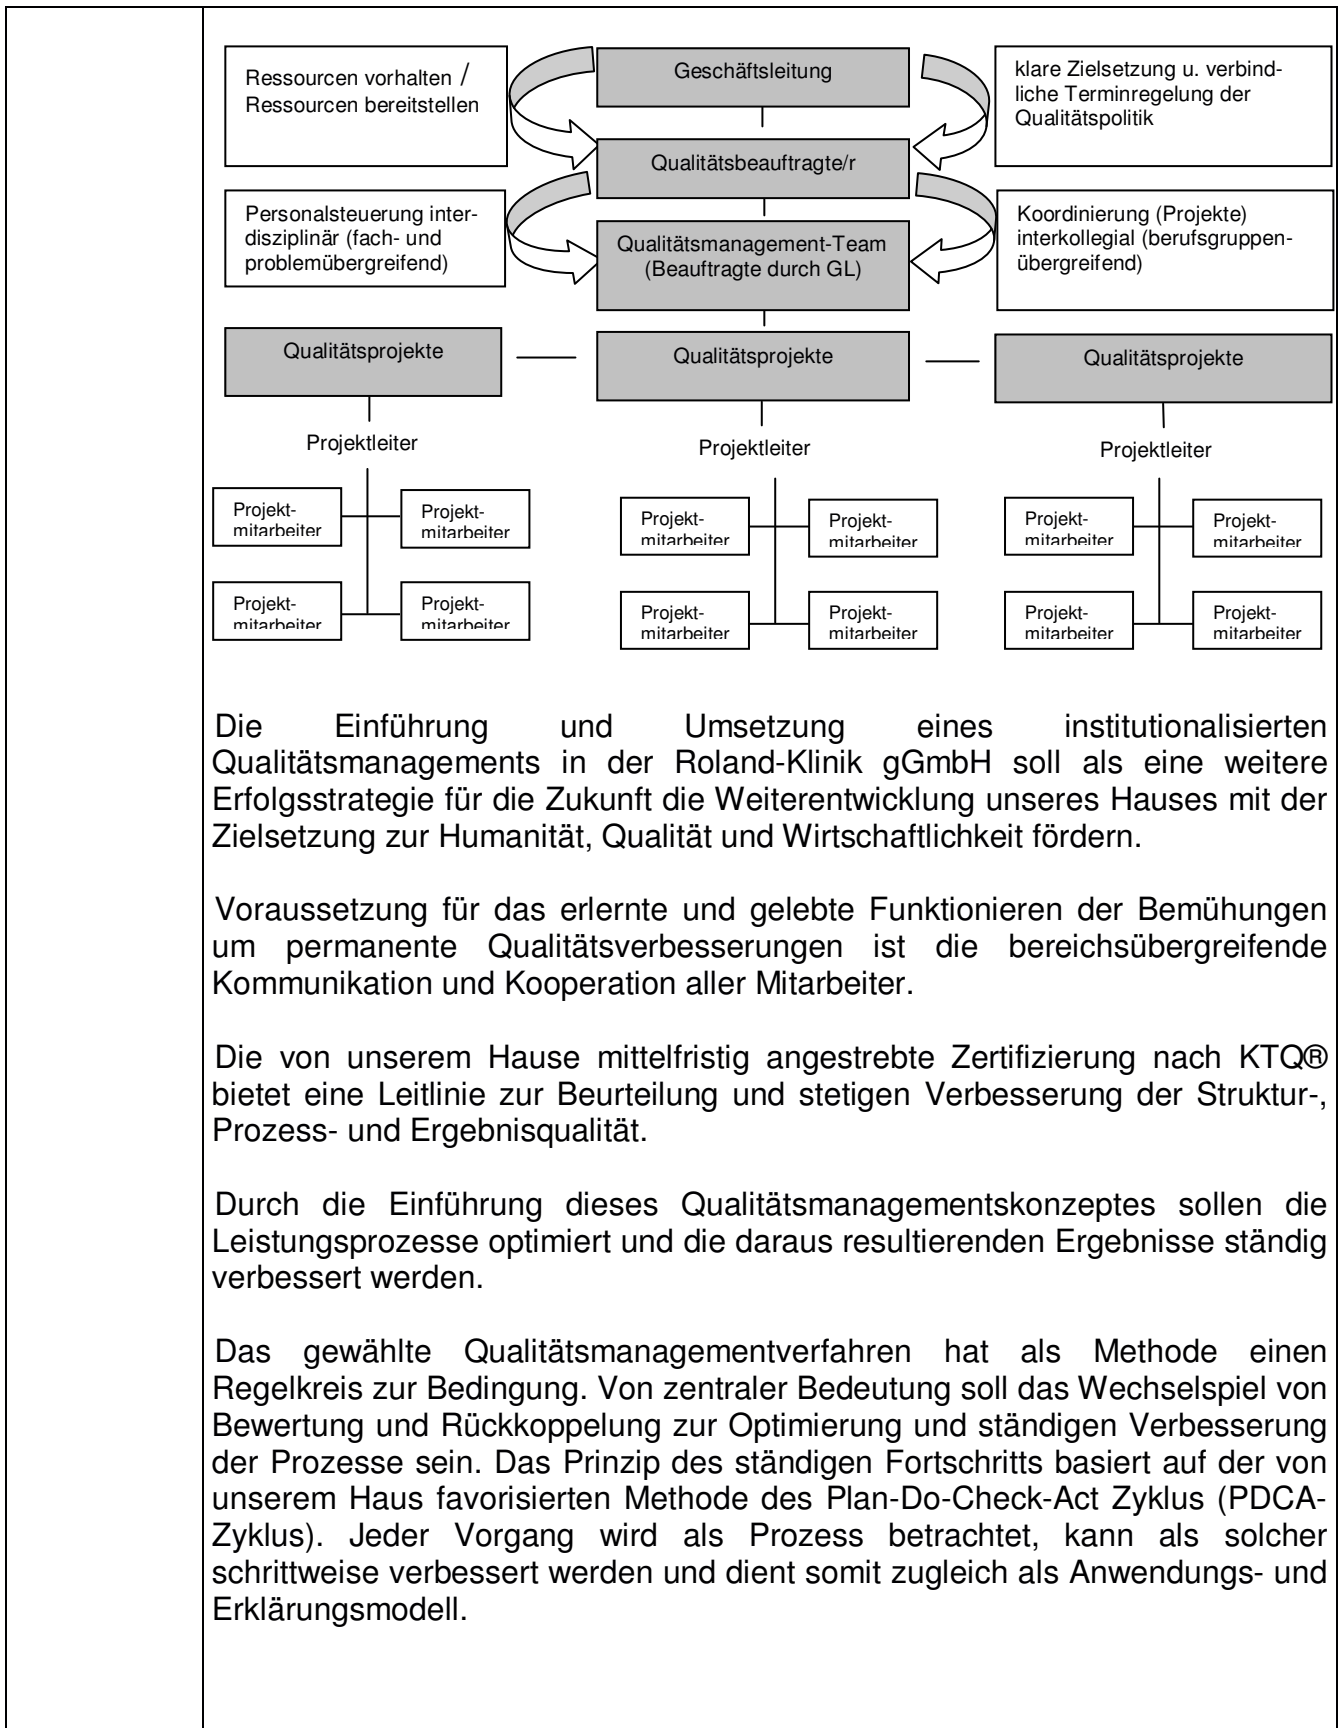 Ressourcen vorhalten /
Ressourcen bereitstellen
Geschäftsleitung
klare Zielsetzung u. verbind-
liche Terminregelung der
Qualitätspolitik
Qualitätsbeauftragte/r
Personalsteuerung inter-
disziplinär (fach- und
problemübergreifend)
Qualitätsmanagement-Team
(Beauftragte durch GL)
Koordinierung (Projekte)
interkollegial (berufsgruppen-
übergreifend)
Qualitätsprojekte
Qualitätsprojekte
Qualitätsprojekte
Projektleiter
Projektleiter
Projektleiter
Projekt-
mitarbeiter
Projekt-
mitarbeiter
Projekt-
mitarbeiter
Projekt-
mitarbeiter
Projekt-
mitarbeiter
Projekt-
mitarbeiter
Projekt-
mitarbeiter
Projekt-
mitarbeiter
Projekt-
mitarbeiter
Projekt-
mitarbeiter
Projekt-
mitarbeiter
Projekt-
mitarbeiter
Die Einführung und Umsetzung eines institutionalisierten
Qualitätsmanagements in der Roland-Klinik gGmbH soll als eine weitere
Erfolgsstrategie für die Zukunft die Weiterentwicklung unseres Hauses mit der
Zielsetzung zur Humanität, Qualität und Wirtschaftlichkeit fördern.
Voraussetzung für das erlernte und gelebte Funktionieren der Bemühungen
um permanente Qualitätsverbesserungen ist die bereichsübergreifende
Kommunikation und Kooperation aller Mitarbeiter.
Die von unserem Hause mittelfristig angestrebte Zertifizierung nach KTQ®
bietet eine Leitlinie zur Beurteilung und stetigen Verbesserung der Struktur-,
Prozess- und Ergebnisqualität.
Durch die Einführung dieses Qualitätsmanagementskonzeptes sollen die
Leistungsprozesse optimiert und die daraus resultierenden Ergebnisse ständig
verbessert werden.
Das gewählte Qualitätsmanagementverfahren hat als Methode einen
Regelkreis zur Bedingung. Von zentraler Bedeutung soll das Wechselspiel von
Bewertung und Rückkoppelung zur Optimierung und ständigen Verbesserung
der Prozesse sein. Das Prinzip des ständigen Fortschritts basiert auf der von
unserem Haus favorisierten Methode des Plan-Do-Check-Act Zyklus (PDCA-
Zyklus). Jeder Vorgang wird als Prozess betrachtet, kann als solcher
schrittweise verbessert werden und dient somit zugleich als Anwendungs- und
Erklärungsmodell.